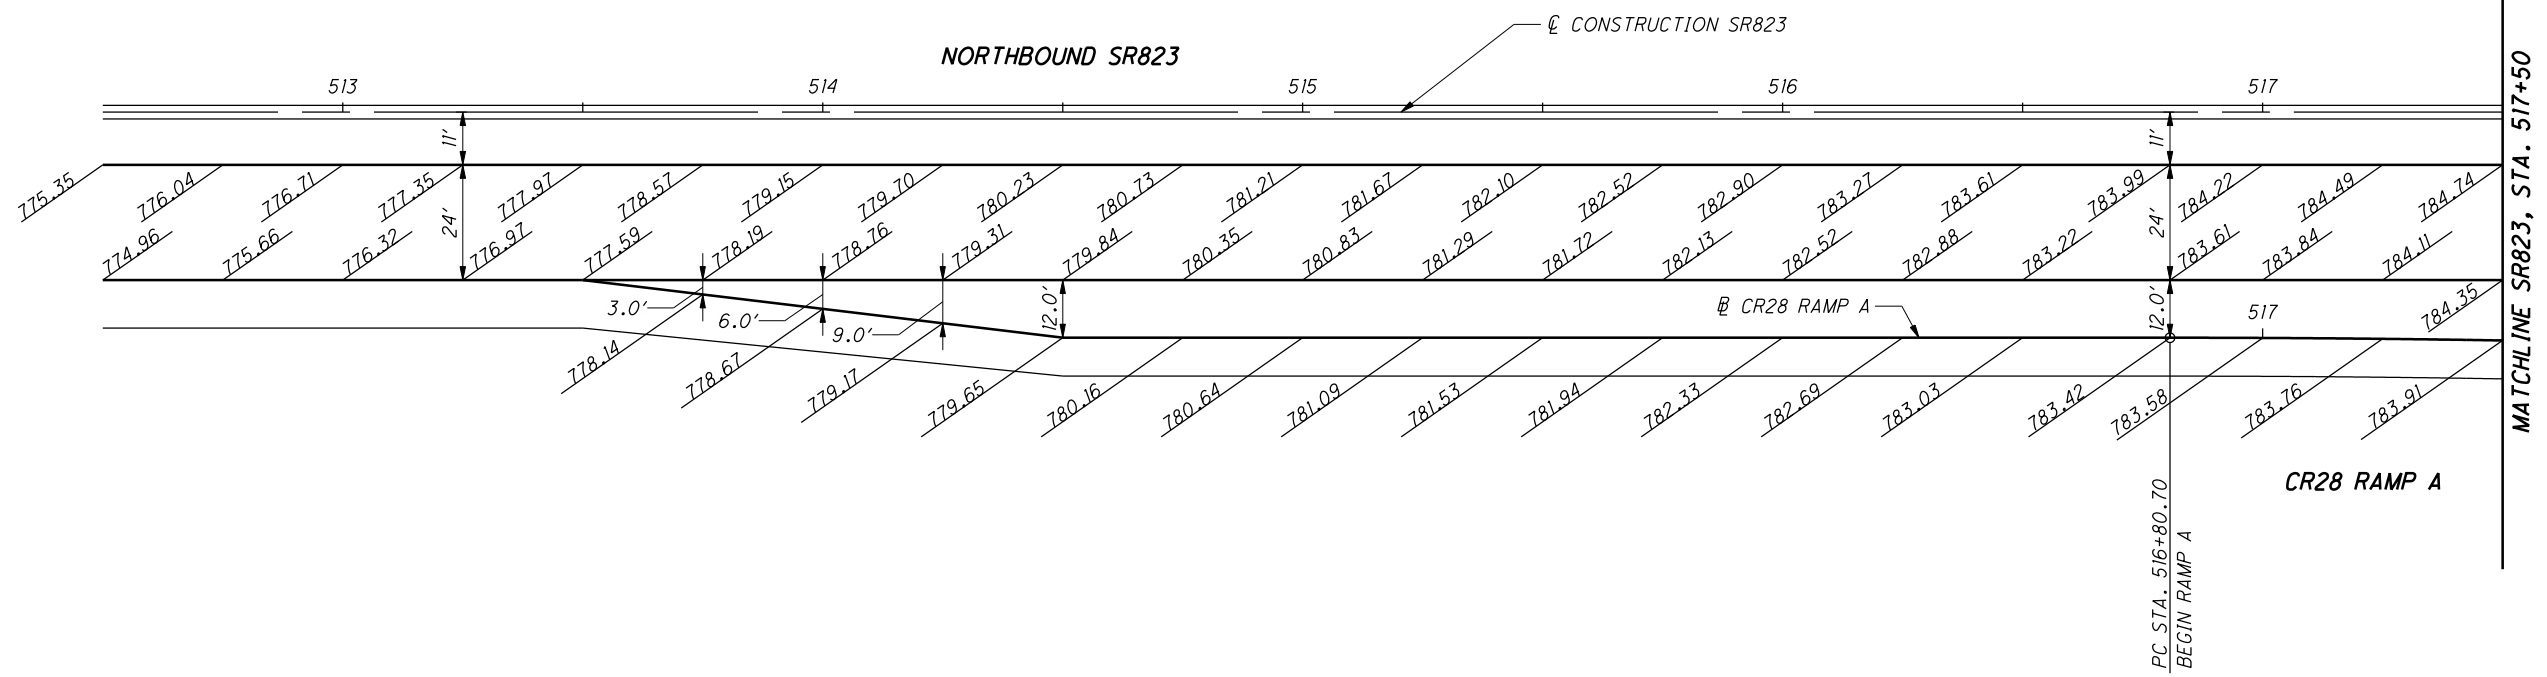 ℄ CONSTRUCTION SR823
NORTHBOUND SR823
513 514 515 516 517
11' 11'
775.35 776.04 776.71 777.35 777.97 778.57 779.15 779.70 780.23 780.73 781.21 781.67 782.10 782.52 782.90 783.27 783.61 783.99 784.22 784.49 784.74
24' 24'
774.96 775.66 776.32 776.97 777.59 778.19 778.76 779.31 779.84 780.35 780.83 781.29 781.72 782.13 782.52 782.88 783.22 783.61 783.84 784.11 784.35
3.0' 6.0' 9.0' 12.0' 12.0'
B CR28 RAMP A
517
778.14 778.67 779.17 779.65 780.16 780.64 781.09 781.53 781.94 782.33 782.69 783.03 783.42 783.58 783.76 783.91
CR28 RAMP A
PC STA. 516+80.70
BEGIN RAMP A
MATCHLINE SR823, STA. 517+50